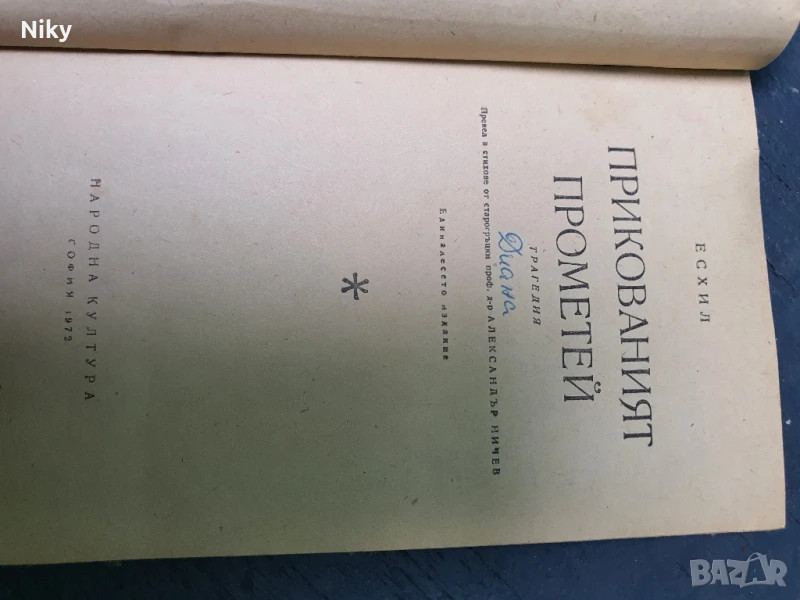 Niky
ЕСХИЛ
ПРИКОВАНИЯТ
ПРОМЕТЕЙ
ТРАГЕДИЯ
Диана
Превел в стихове от старогръцки проф. д-р АЛЕКСАНДЪР НИЧЕВ
Единадесето издание
*
НАРОДНА КУЛТУРА
СОФИЯ 1972
BAZAR